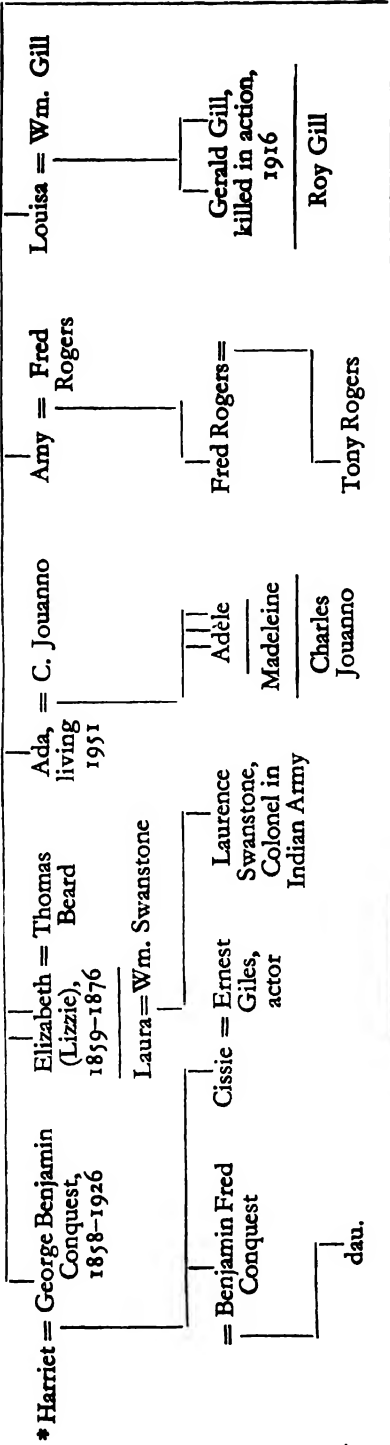 * Harriet = George Benjamin
Conquest,
1858–1926
= Benjamin Fred
Conquest
dau.
Cissie = Ernest
Giles,
actor
Elizabeth = Thomas
(Lizzie), Beard
1859–1876
Laura=Wm. Swanstone
Laurence
Swanstone,
Colonel in
Indian Army
Ada, = C. Jouanno
living
1951
Adèle
Madeleine
Charles
Jouanno
Amy = Fred
Rogers
Fred Rogers=
Tony Rogers
Louisa = Wm. Gill
Gerald Gill,
killed in action,
1916
Roy Gill